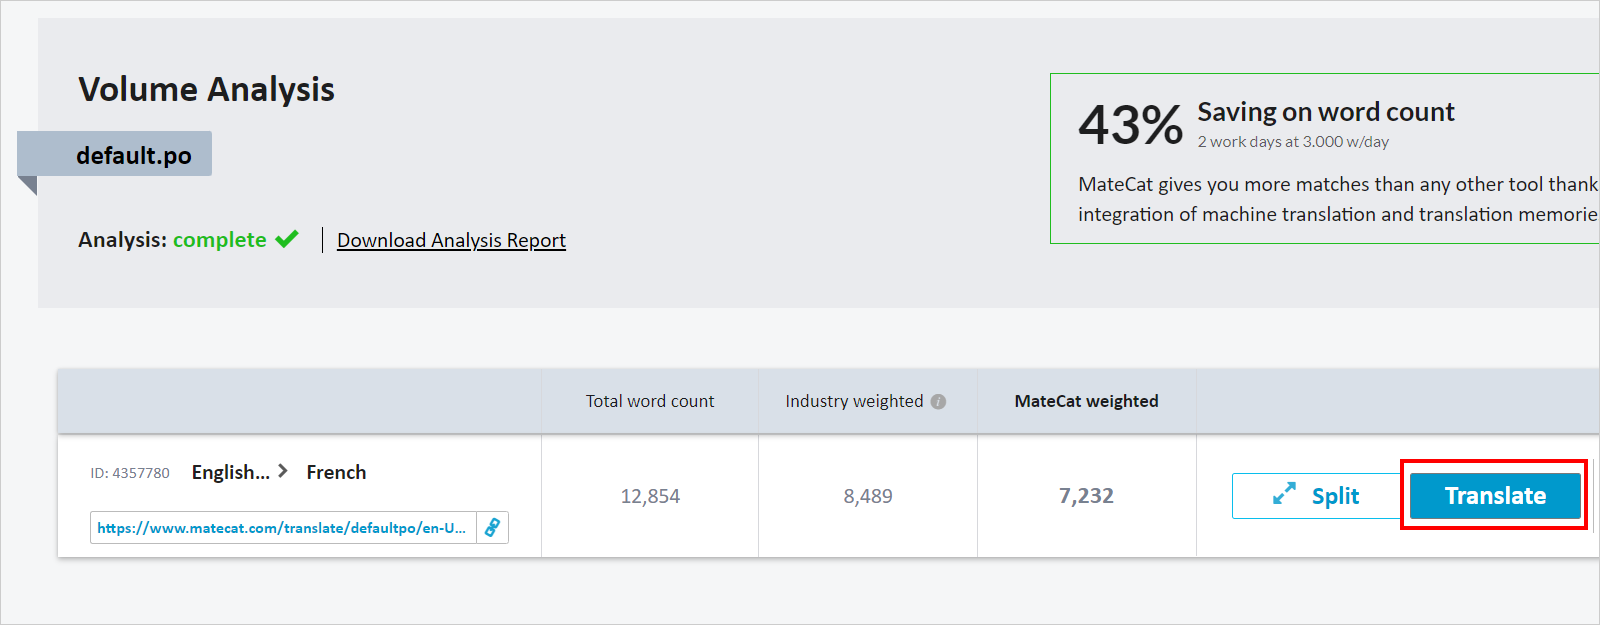 Volume Analysis
default.po
Analysis: complete
Download Analysis Report
43%
Saving on word count
2 work days at 3.000 w/day
MateCat gives you more matches than any other tool thank
integration of machine translation and translation memorie
Total word count
Industry weighted
MateCat weighted
ID: 4357780 English... > French
https://www.matecat.com/translate/defaultpo/en-U...
12,854
8,489
7,232
Split
Translate